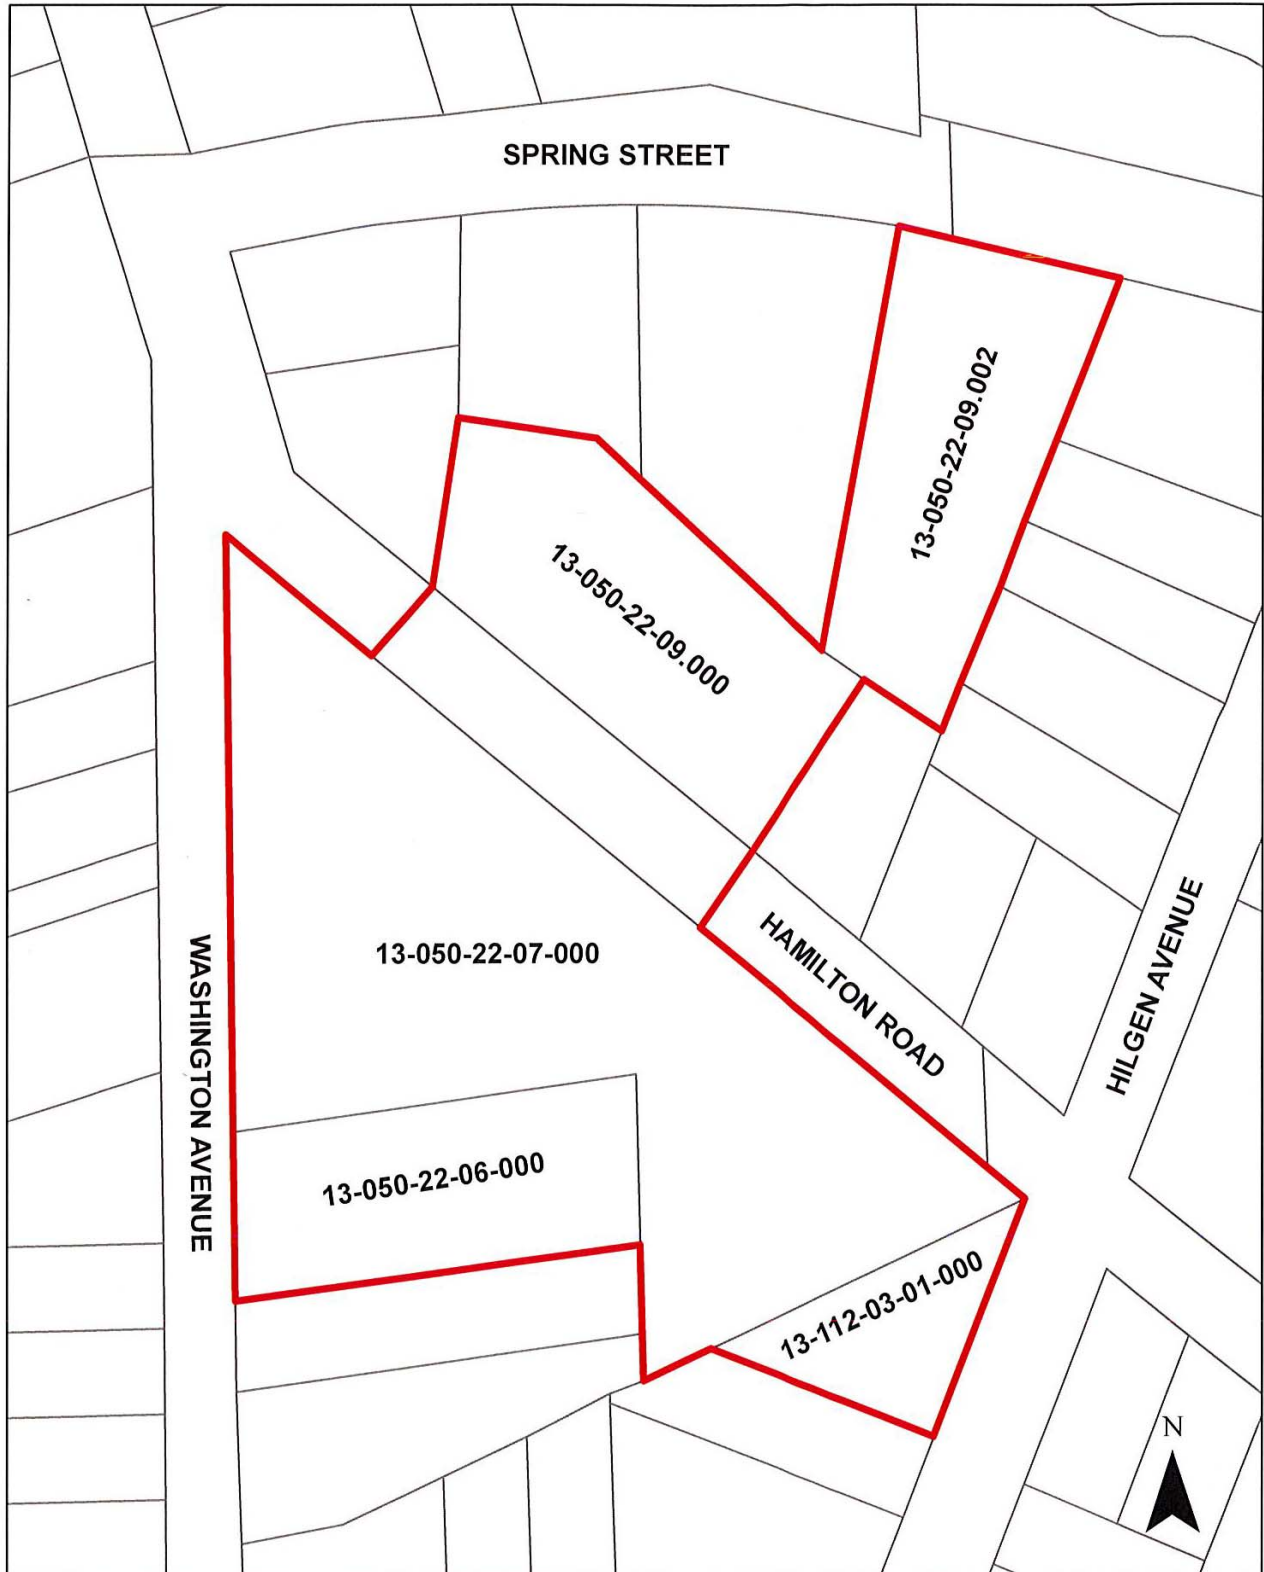 SPRING STREET
13-050-22-09.002
13-050-22-09.000
13-050-22-07-000
WASHINGTON AVENUE
HAMILTON ROAD
HILGEN AVENUE
13-050-22-06-000
13-112-03-01-000
N